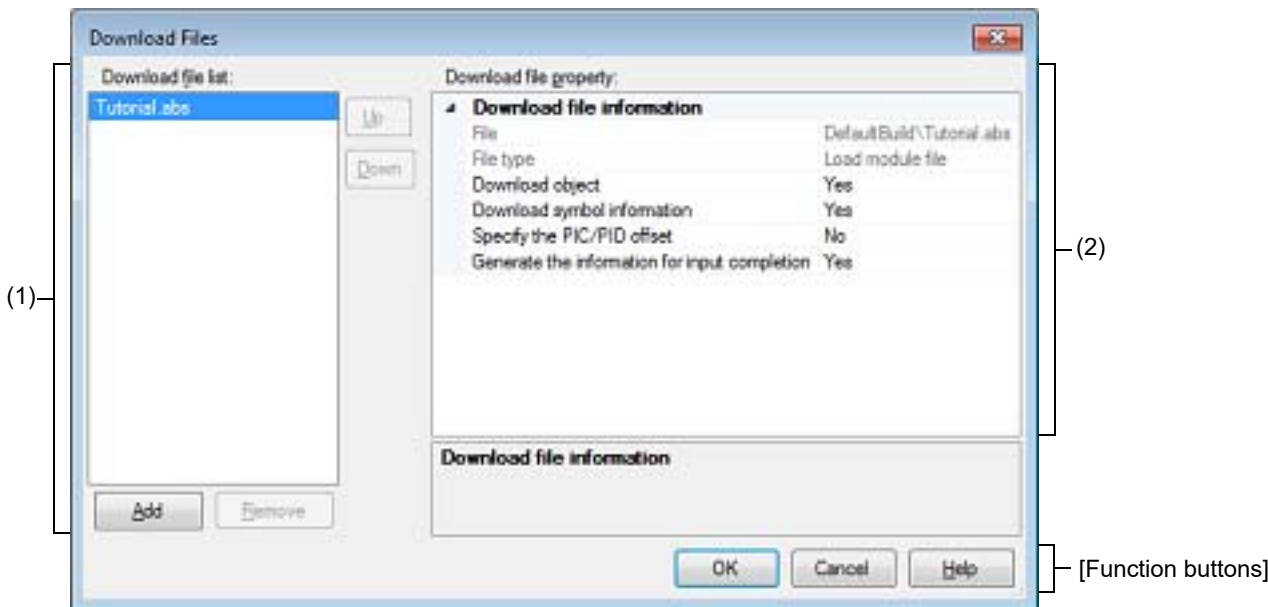 Download Files
Download file list:
Tutorial.abs
Up
Down
Add
Remove
Download file property:
Download file information
File DefaultBuild\Tutorial.abs
File type Load module file
Download object Yes
Download symbol information Yes
Specify the PIC/PID offset No
Generate the information for input completion Yes
Download file information
OK Cancel Help
(1)
(2)
[Function buttons]